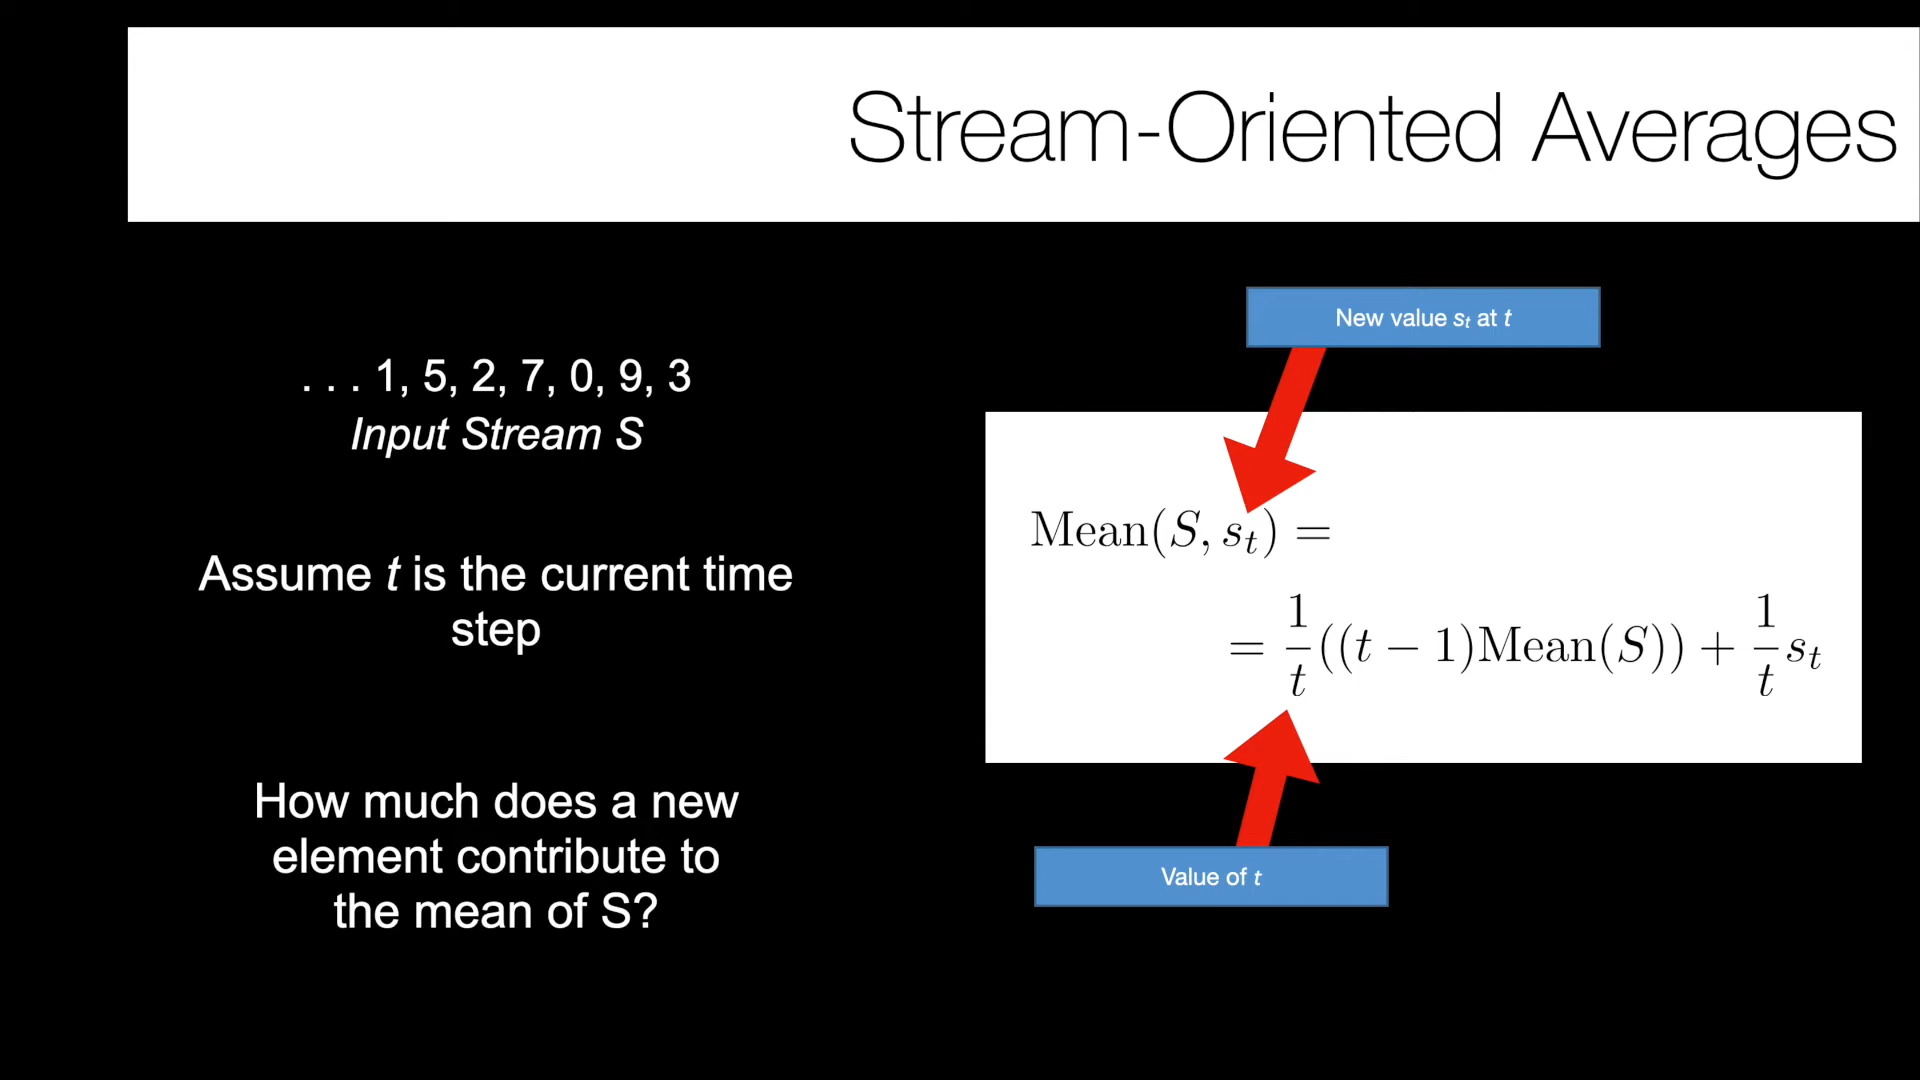 Stream-Oriented Averages
. . . 1, 5, 2, 7, 0, 9, 3
Input Stream S
Assume t is the current time
step
How much does a new
element contribute to
the mean of S?
New value sₜ at t
Mean(S, sₜ) =
= 1/t((t − 1)Mean(S)) + 1/t sₜ
Value of t